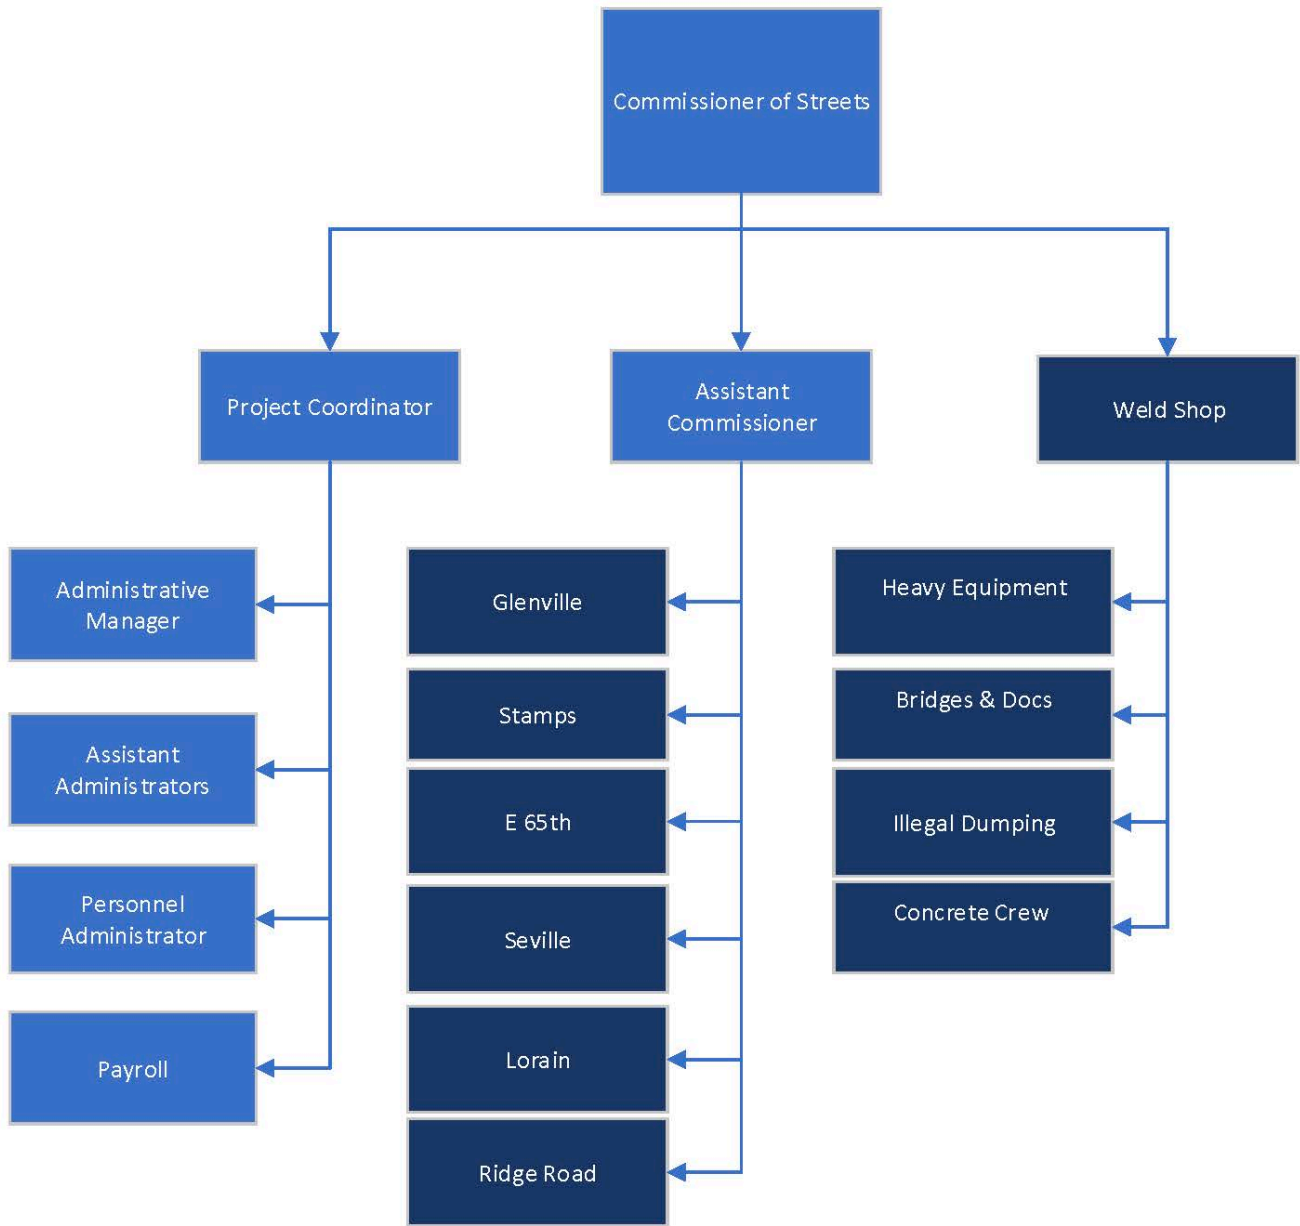 Commissioner of Streets
Project Coordinator
Assistant
Commissioner
Weld Shop
Administrative
Manager
Assistant
Administrators
Personnel
Administrator
Payroll
Glenville
Stamps
E 65th
Seville
Lorain
Ridge Road
Heavy Equipment
Bridges & Docs
Illegal Dumping
Concrete Crew